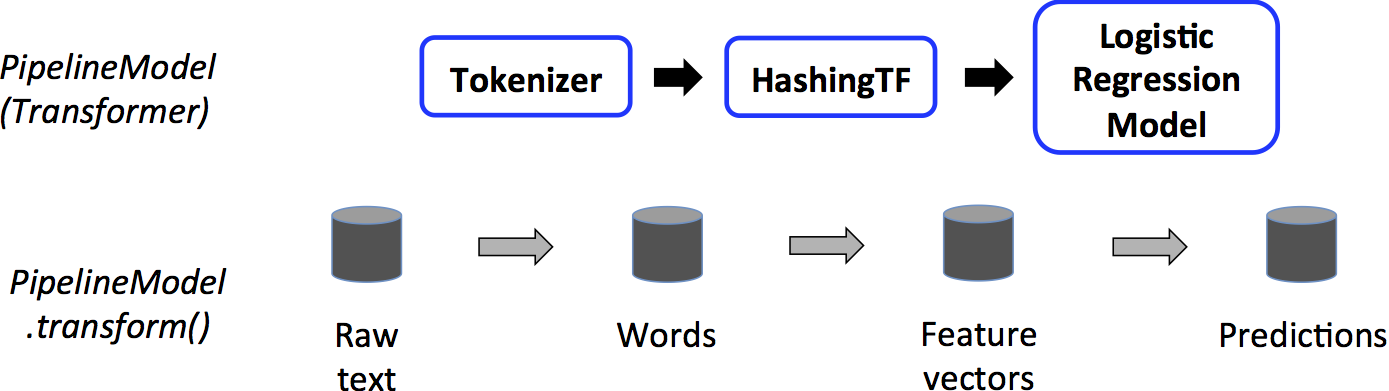 PipelineModel
(Transformer)
Tokenizer
HashingTF
Logistic
Regression
Model
PipelineModel
.transform()
Raw
text
Words
Feature
vectors
Predictions